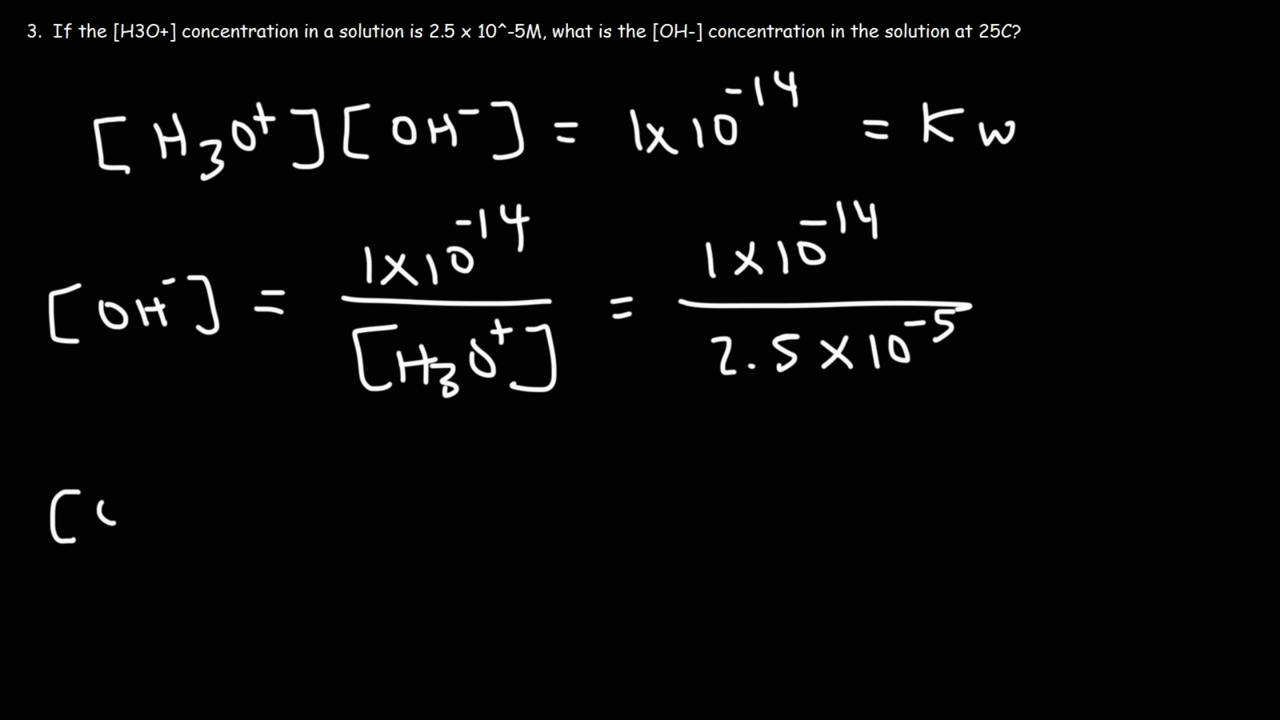 3. If the [H3O+] concentration in a solution is 2.5 x 10^-5M, what is the [OH-] concentration in the solution at 25C?
[H₃O⁺][OH⁻] = 1x10⁻¹⁴ = Kw
[OH⁻] = 1x10⁻¹⁴ / [H₃O⁺] = 1x10⁻¹⁴ / 2.5x10⁻⁵
[O